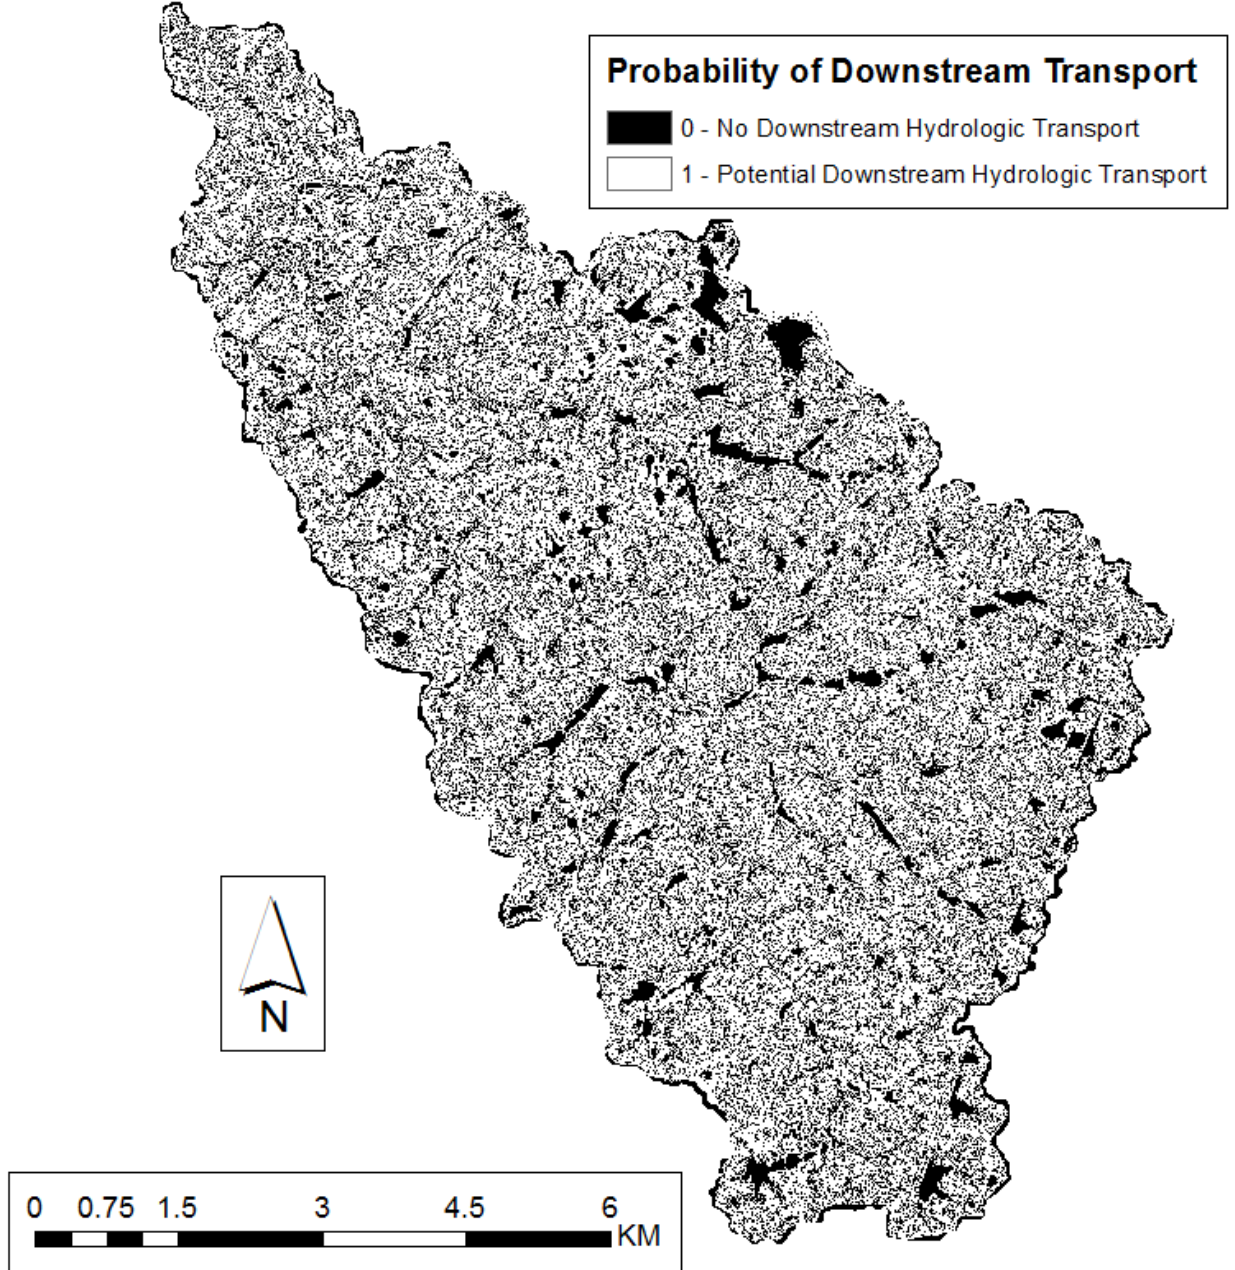 Probability of Downstream Transport
0 - No Downstream Hydrologic Transport
1 - Potential Downstream Hydrologic Transport
N
0 0.75 1.5 3 4.5 6
KM